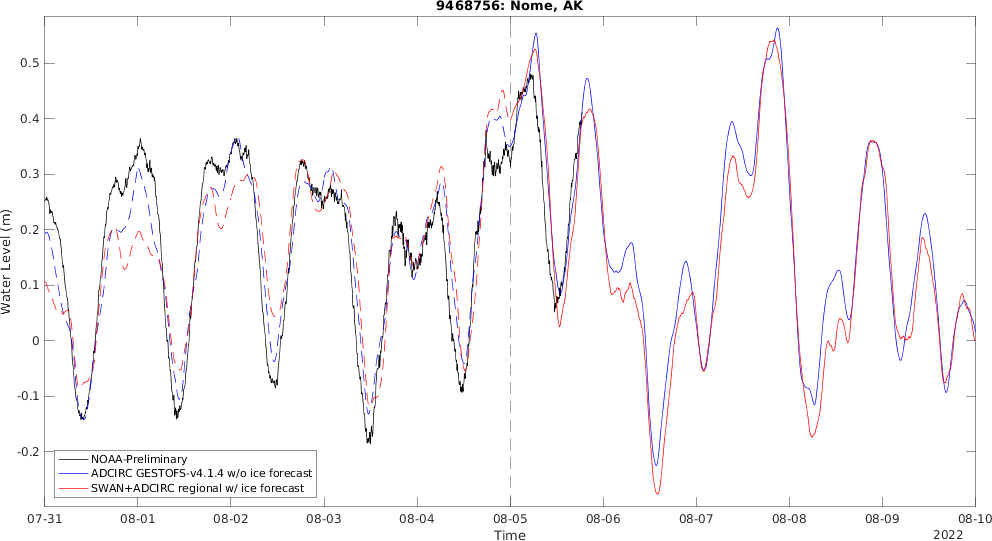 9468756: Nome, AK
Water Level (m)
0.5
0.4
0.3
0.2
0.1
0
-0.1
-0.2
NOAA-Preliminary
ADCIRC GESTOFS-v4.1.4 w/o ice forecast
SWAN+ADCIRC regional w/ ice forecast
07-31 08-01 08-02 08-03 08-04 08-05 08-06 08-07 08-08 08-09 08-10
Time
2022